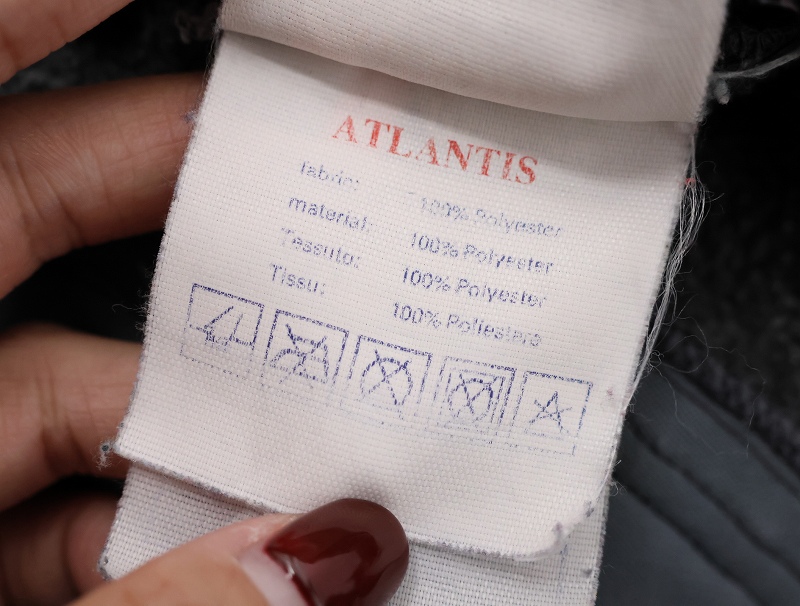 ATLANTIS
fabric: 100% Polyester
material: 100% Polyester
Tessuto: 100% Polyester
Tissu: 100% Poliestere